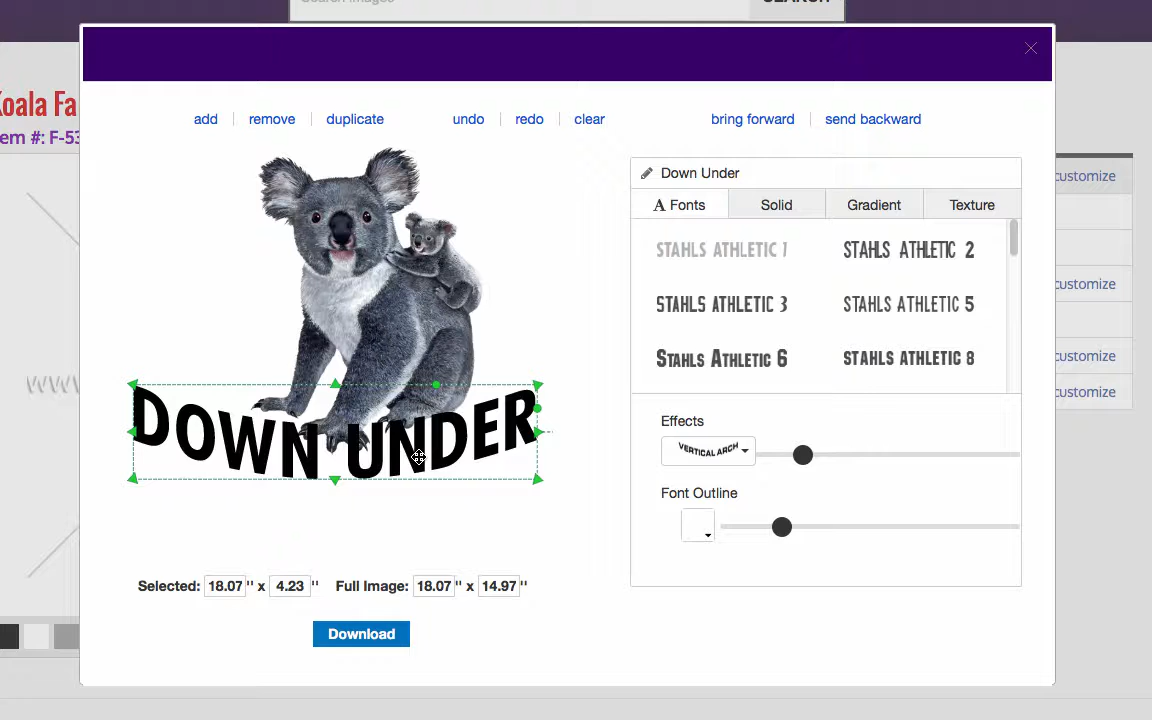 SEARCH
Koala Fa
em #: F-53
add
remove
duplicate
undo
redo
clear
bring forward
send backward
Down Under
Fonts
Solid
Gradient
Texture
STAHLS ATHLETIC 1
STAHLS ATHLETIC 2
STAHLS ATHLETIC 3
STAHLS ATHLETIC 5
STAHLS ATHLETIC 6
STAHLS ATHLETIC 8
customize
customize
customize
customize
DOWN UNDER
www
Effects
VERTICAL ARCH
Font Outline
Selected: 18.07" x 4.23" Full Image: 18.07" x 14.97"
Download